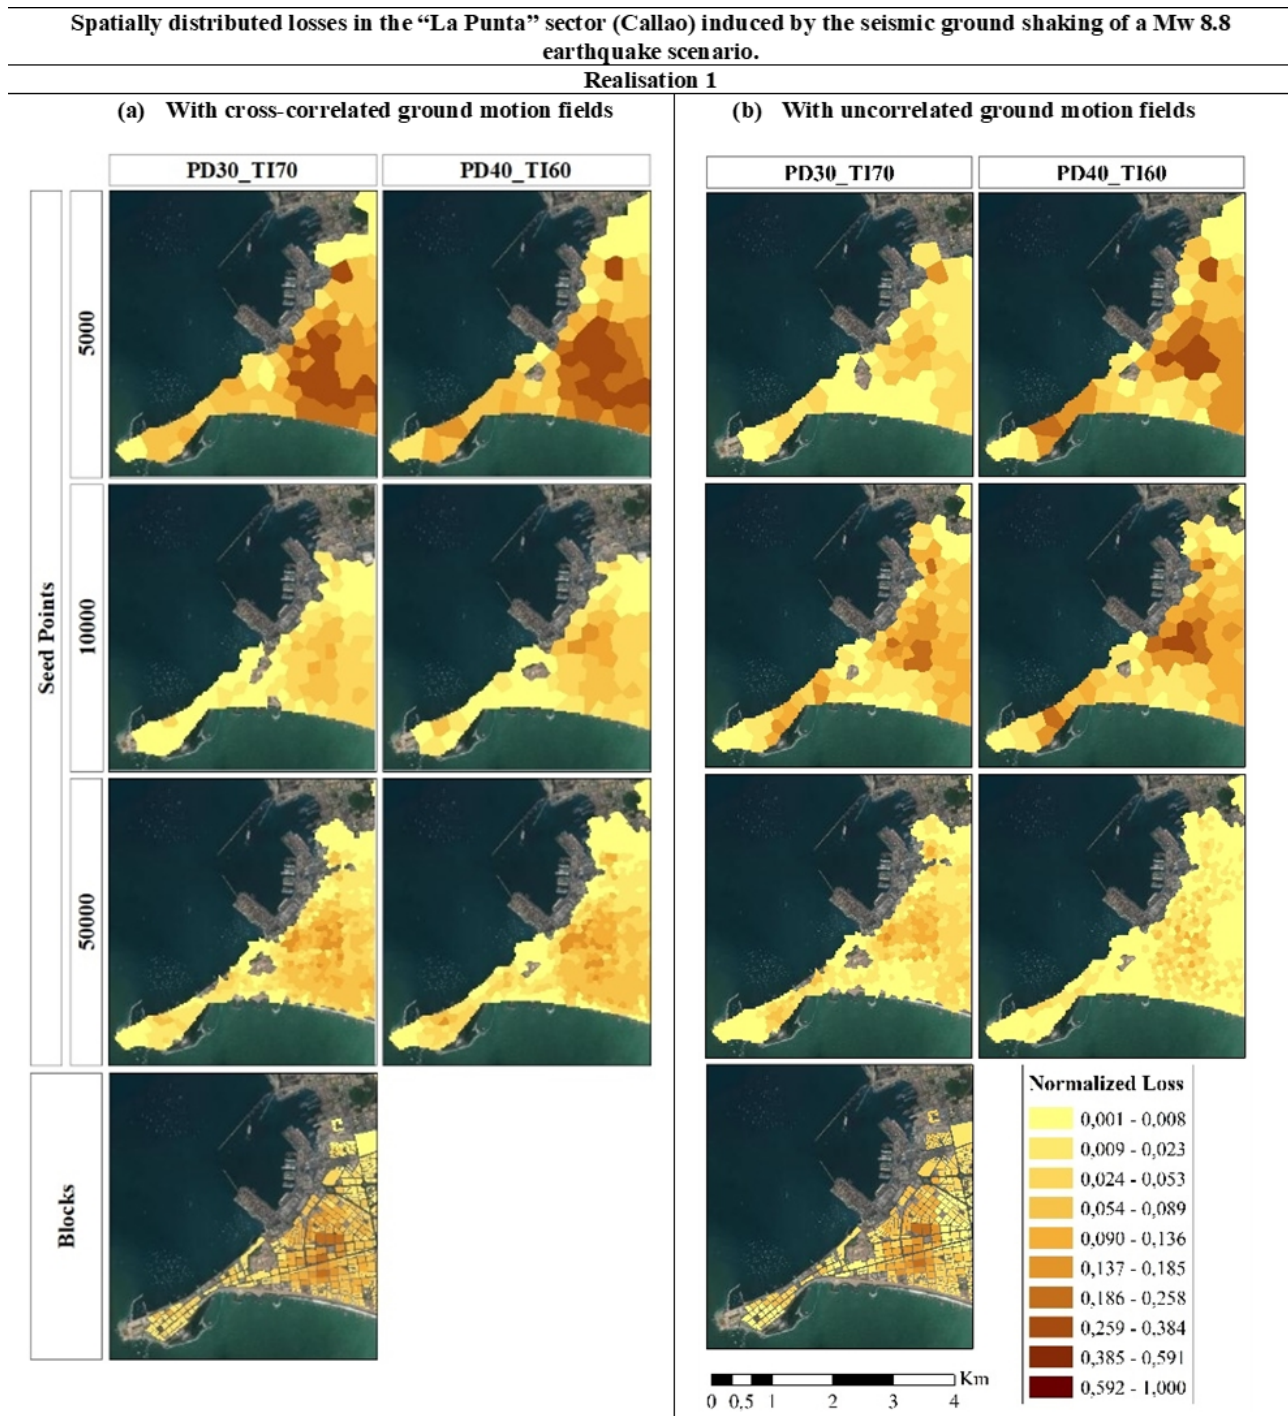 Spatially distributed losses in the “La Punta” sector (Callao) induced by the seismic ground shaking of a Mw 8.8
earthquake scenario.
Realisation 1
(a) With cross-correlated ground motion fields
(b) With uncorrelated ground motion fields
PD30_TI70
PD40_TI60
PD30_TI70
PD40_TI60
Seed Points
5000
10000
50000
Blocks
Normalized Loss
0,001 - 0,008
0,009 - 0,023
0,024 - 0,053
0,054 - 0,089
0,090 - 0,136
0,137 - 0,185
0,186 - 0,258
0,259 - 0,384
0,385 - 0,591
0,592 - 1,000
Km
0 0,5 1 2 3 4